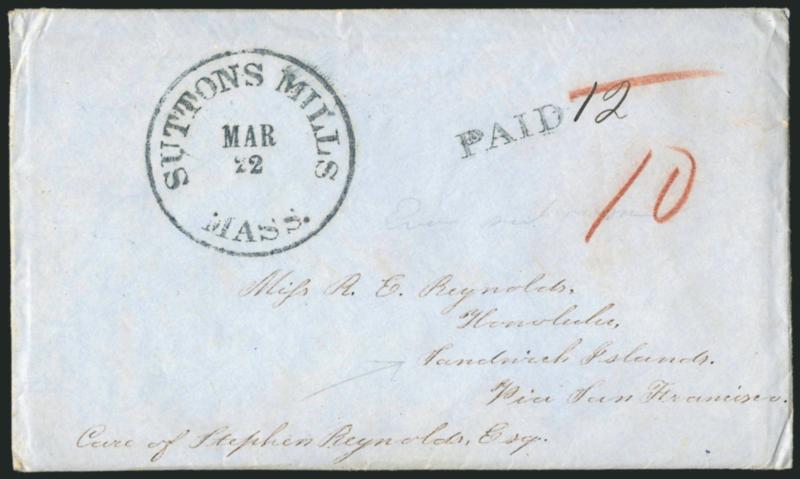 SUTTONS MILLS
MAR
22
MASS.
PAID 12
10
Miss R. E. Reynolds,
Honolulu,
Sandwich Islands.
Via San Francisco.
Care of Stephen Reynolds, Esq.